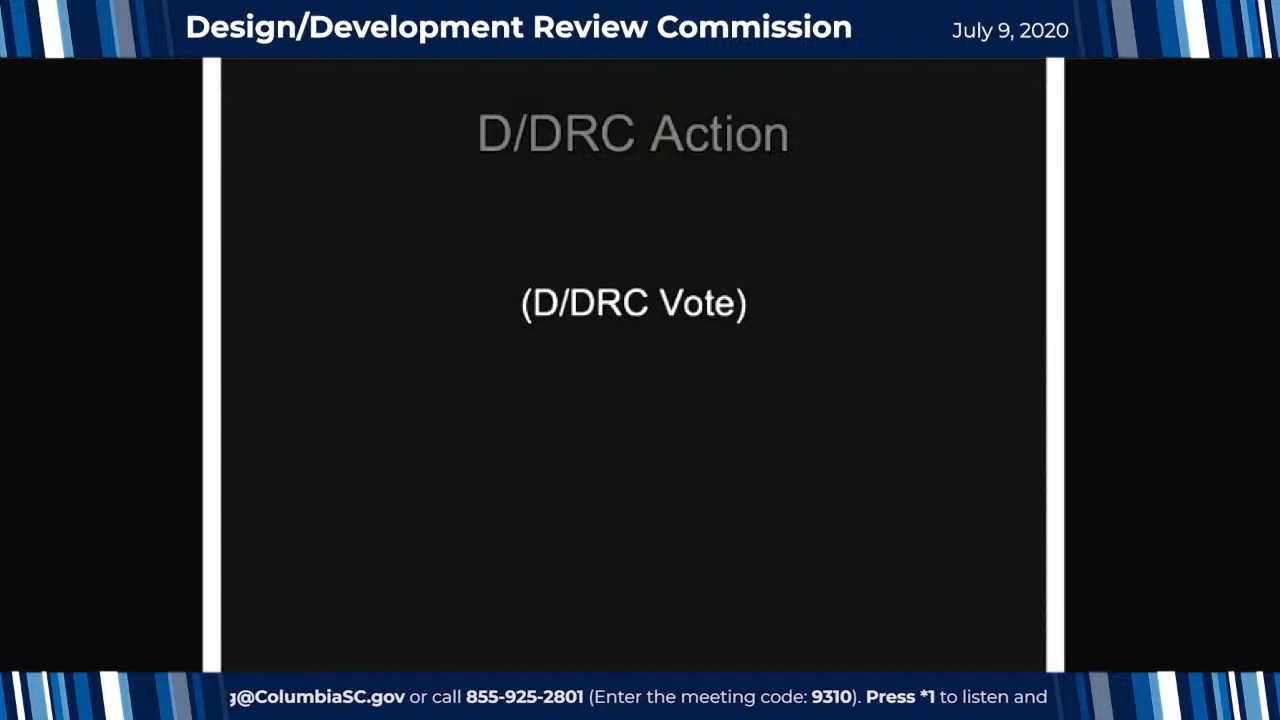 Design/Development Review Commission
July 9, 2020
D/DRC Action
(D/DRC Vote)
g@ColumbiaSC.gov or call 855-925-2801 (Enter the meeting code: 9310). Press *1 to listen and